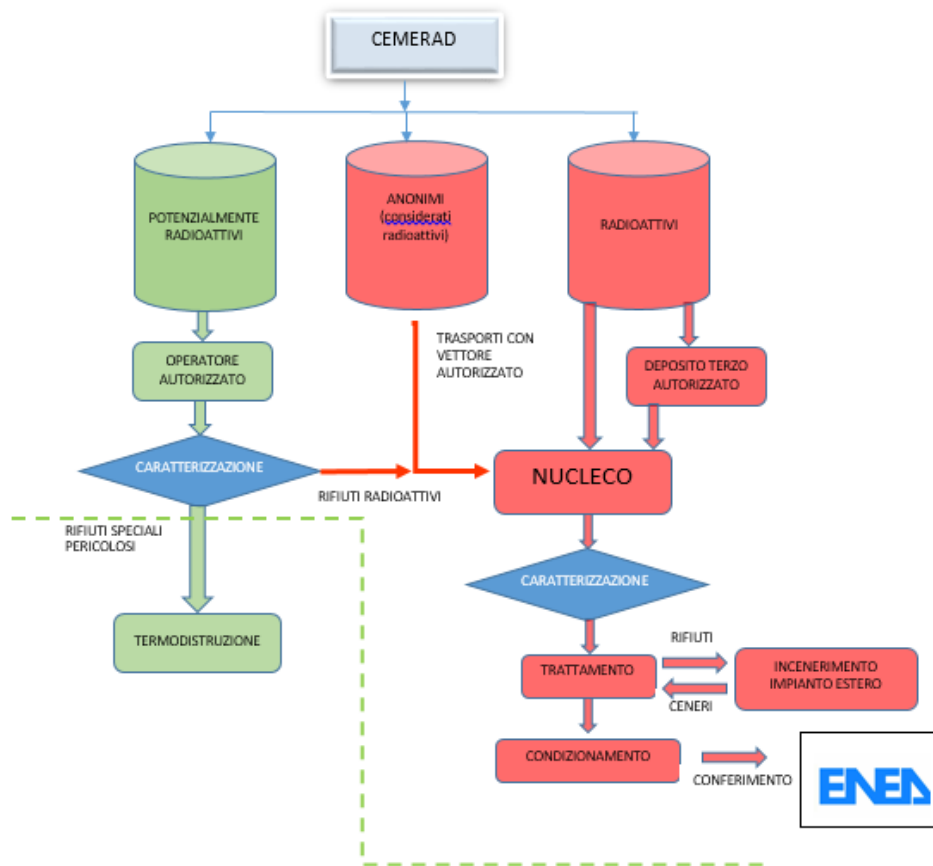 CEMERAD
POTENZIALMENTE
RADIOATTIVI
ANONIMI
(considerati
radioattivi)
RADIOATTIVI
OPERATORE
AUTORIZZATO
TRASPORTI CON
VETTORE
AUTORIZZATO
DEPOSITO TERZO
AUTORIZZATO
CARATTERIZZAZIONE
RIFIUTI RADIOATTIVI
NUCLECO
RIFIUTI SPECIALI
PERICOLOSI
CARATTERIZZAZIONE
TERMODISTRUZIONE
TRATTAMENTO
RIFIUTI
CENERI
INCENERIMENTO
IMPIANTO ESTERO
CONDIZIONAMENTO
CONFERIMENTO
ENEA